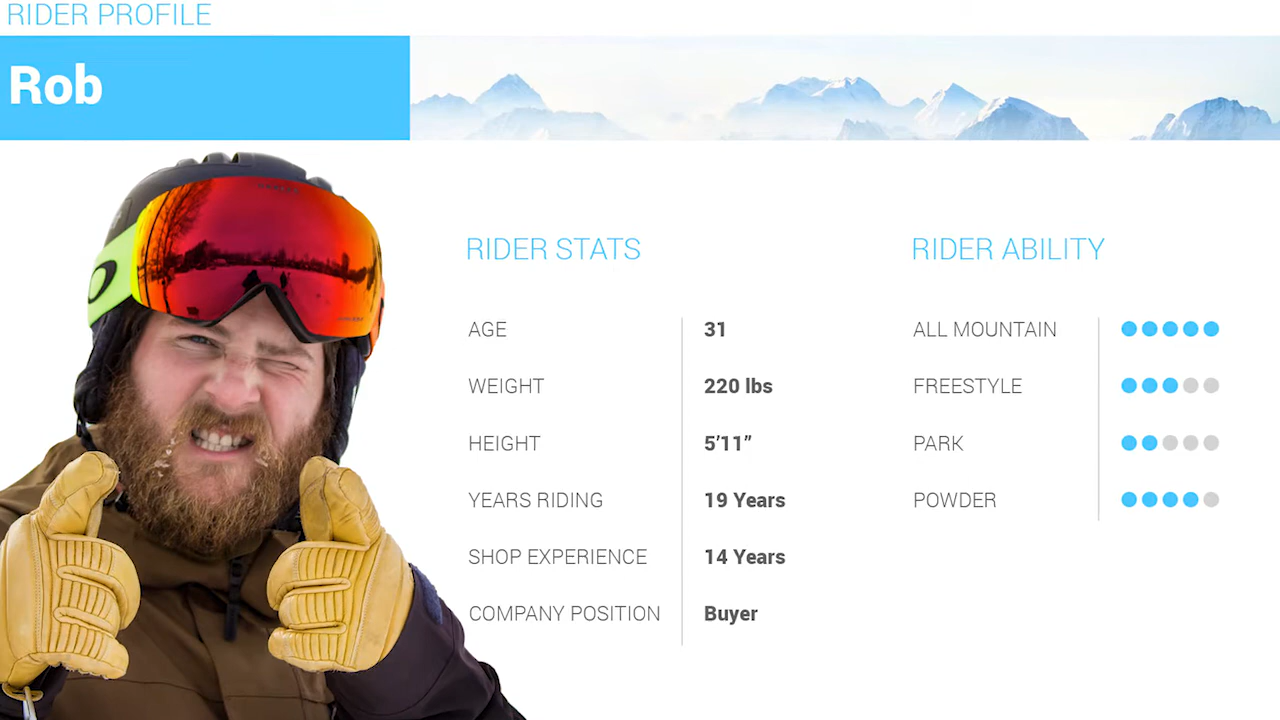 RIDER PROFILE
Rob
RIDER STATS
AGE 31
WEIGHT 220 lbs
HEIGHT 5’11”
YEARS RIDING 19 Years
SHOP EXPERIENCE 14 Years
COMPANY POSITION Buyer
RIDER ABILITY
ALL MOUNTAIN
FREESTYLE
PARK
POWDER